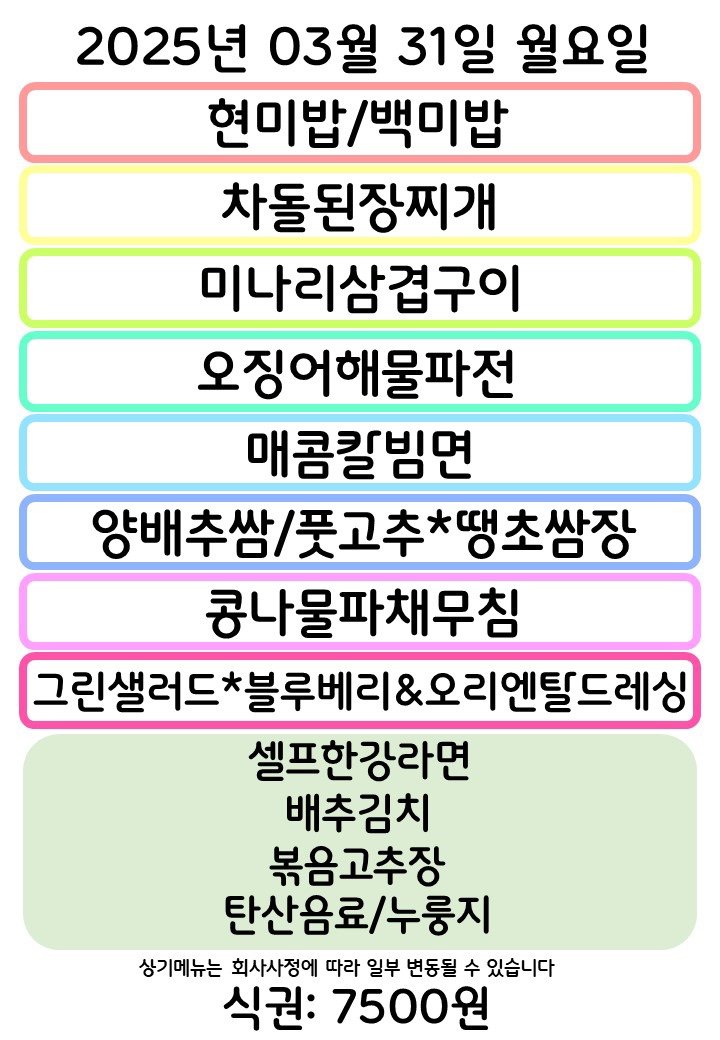 2025년 03월 31일 월요일
현미밥/백미밥
차돌된장찌개
미나리삼겹구이
오징어해물파전
매콤칼빔면
양배추쌈/풋고추*땡초쌈장
콩나물파채무침
그린샐러드*블루베리&오리엔탈드레싱
셀프한강라면
배추김치
볶음고추장
탄산음료/누룽지
상기메뉴는 회사사정에 따라 일부 변동될 수 있습니다
식권: 7500원